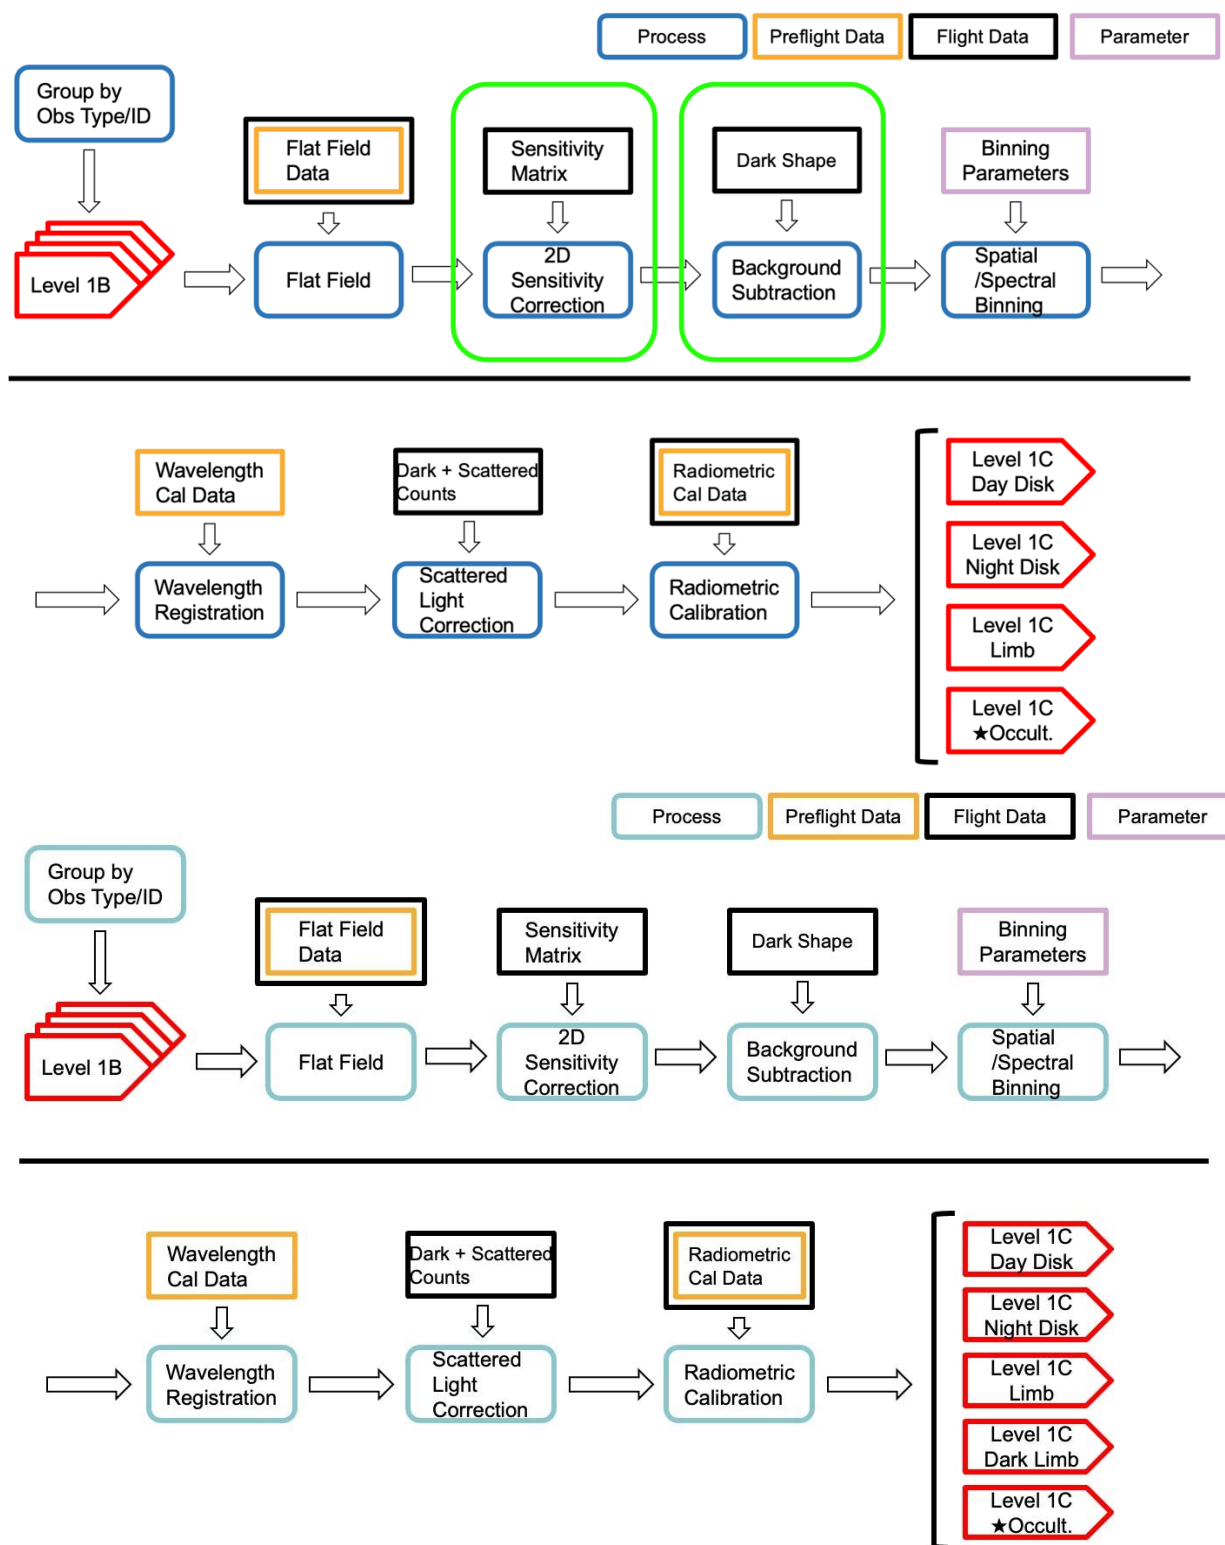 Process
Preflight Data
Flight Data
Parameter
Group by
Obs Type/ID
Flat Field
Data
Sensitivity
Matrix
Dark Shape
Binning
Parameters
Level 1B
Flat Field
2D
Sensitivity
Correction
Background
Subtraction
Spatial
/Spectral
Binning
Wavelength
Cal Data
Dark + Scattered
Counts
Radiometric
Cal Data
Wavelength
Registration
Scattered
Light
Correction
Radiometric
Calibration
Level 1C
Day Disk
Level 1C
Night Disk
Level 1C
Limb
Level 1C
★Occult.
Process
Preflight Data
Flight Data
Parameter
Group by
Obs Type/ID
Flat Field
Data
Sensitivity
Matrix
Dark Shape
Binning
Parameters
Level 1B
Flat Field
2D
Sensitivity
Correction
Background
Subtraction
Spatial
/Spectral
Binning
Wavelength
Cal Data
Dark + Scattered
Counts
Radiometric
Cal Data
Wavelength
Registration
Scattered
Light
Correction
Radiometric
Calibration
Level 1C
Day Disk
Level 1C
Night Disk
Level 1C
Limb
Level 1C
Dark Limb
Level 1C
★Occult.